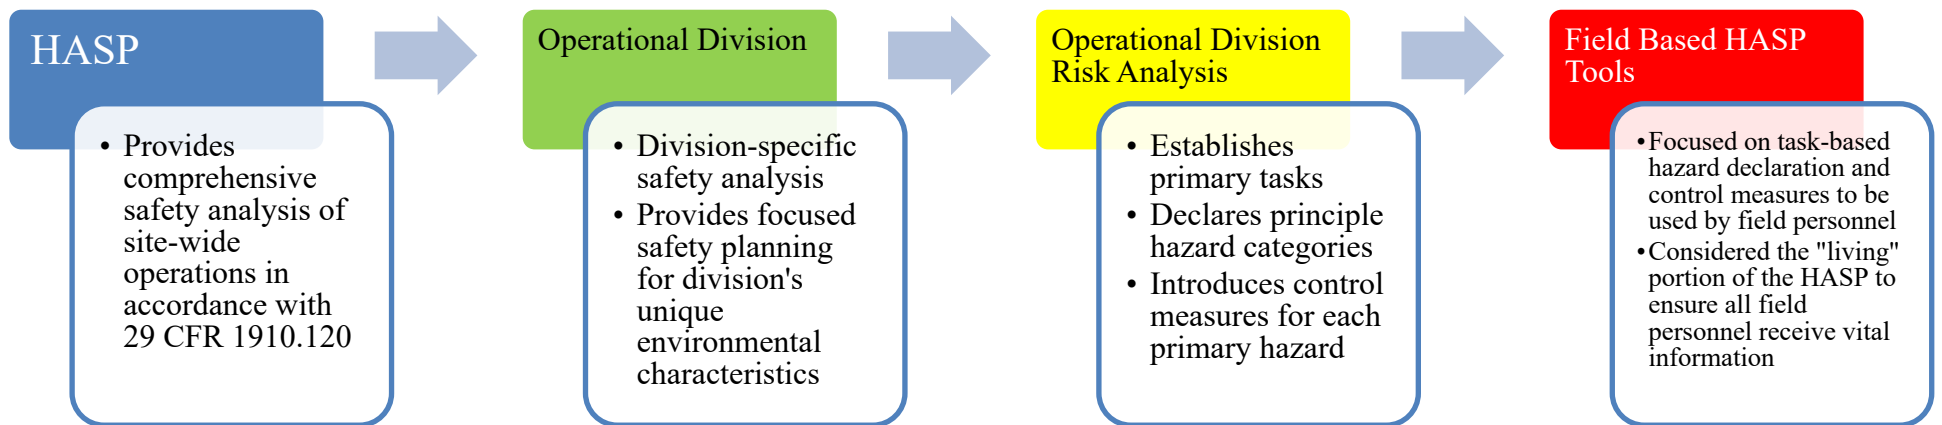 HASP
• Provides
comprehensive
safety analysis of
site-wide
operations in
accordance with
29 CFR 1910.120
Operational Division
• Division-specific
safety analysis
• Provides focused
safety planning
for division's
unique
environmental
characteristics
Operational Division
Risk Analysis
• Establishes
primary tasks
• Declares principle
hazard categories
• Introduces control
measures for each
primary hazard
Field Based HASP
Tools
•Focused on task-based
hazard declaration and
control measures to be
used by field personnel
•Considered the "living"
portion of the HASP to
ensure all field
personnel receive vital
information